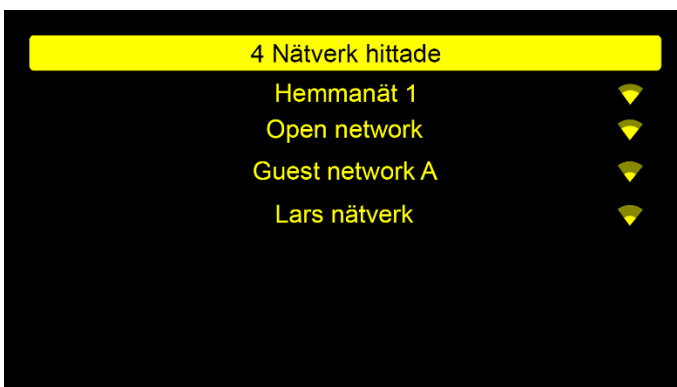 4 Nätverk hittade
Hemmanät 1
Open network
Guest network A
Lars nätverk